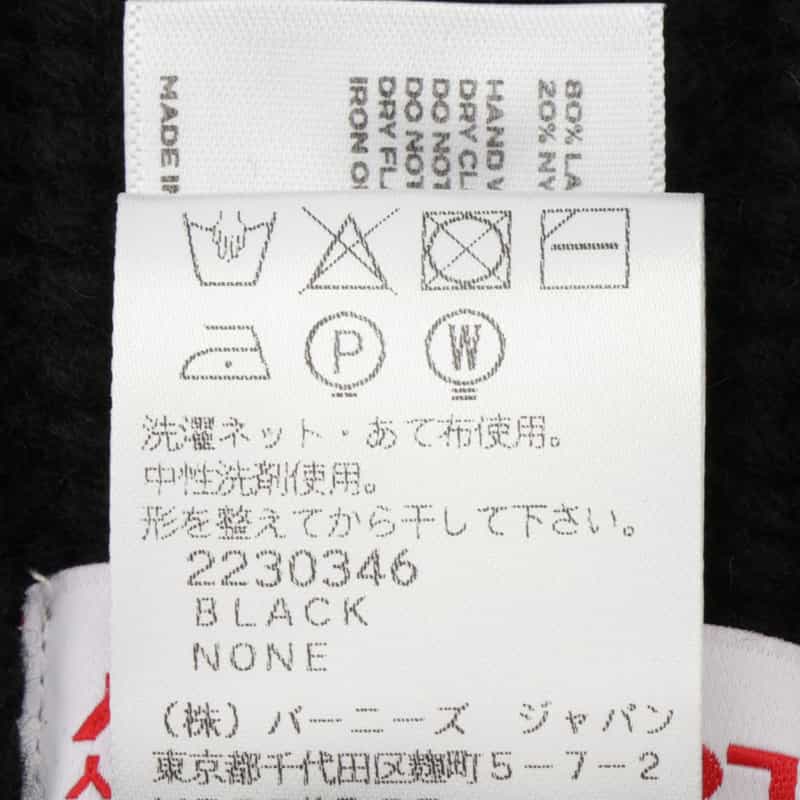 80% LA
20% NY
HAND W
DRY CL
DO NOT
DO NOT
DRY FL
IRON O
MADE I
P
W
洗濯ネット・あて布使用。
中性洗剤使用。
形を整えてから干して下さい。
2230346
BLACK
NONE
(株)バーニーズ ジャパン
東京都千代田区麹町5-7-2